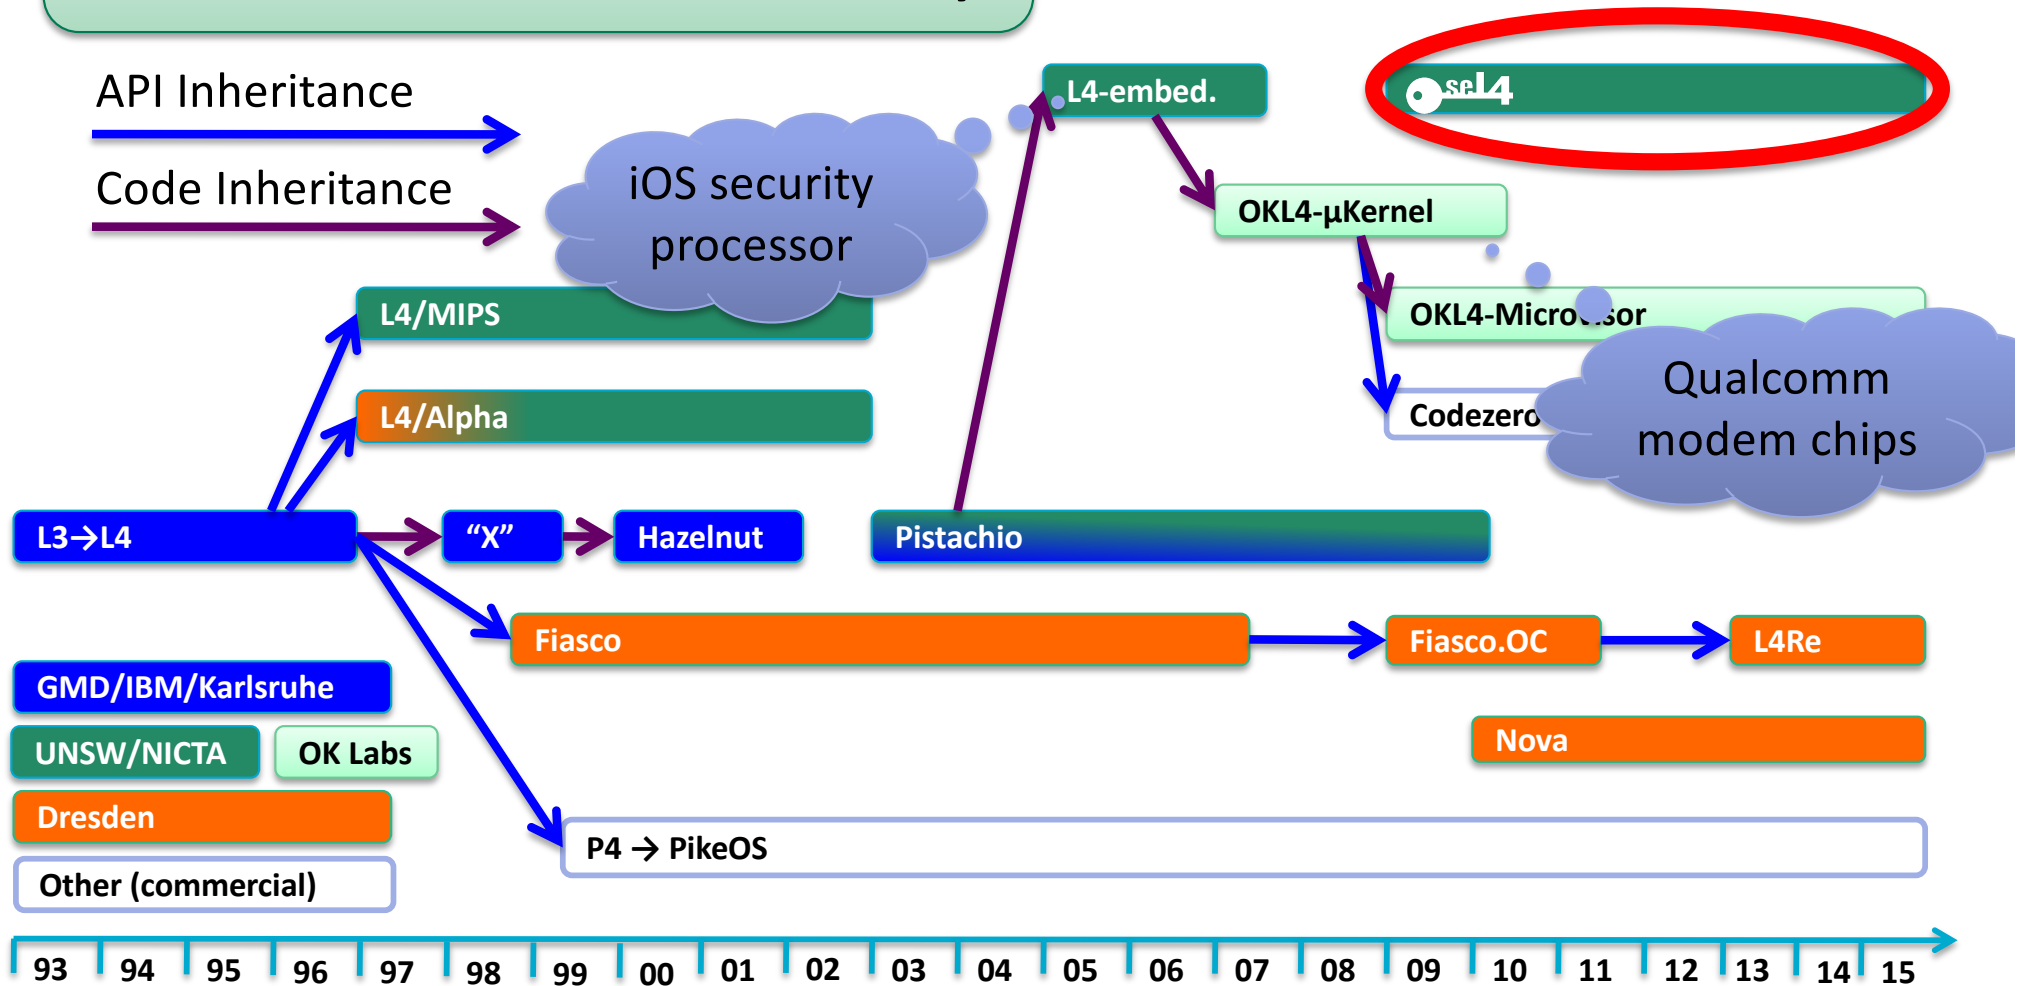 API Inheritance
Code Inheritance
iOS security
processor
L4-embed.
seL4
OKL4-µKernel
OKL4-Microvisor
Codezero
Qualcomm
modem chips
L4/MIPS
L4/Alpha
L3→L4
“X”
Hazelnut
Pistachio
Fiasco
Fiasco.OC
L4Re
Nova
P4 → PikeOS
GMD/IBM/Karlsruhe
UNSW/NICTA
OK Labs
Dresden
Other (commercial)
93 94 95 96 97 98 99 00 01 02 03 04 05 06 07 08 09 10 11 12 13 14 15